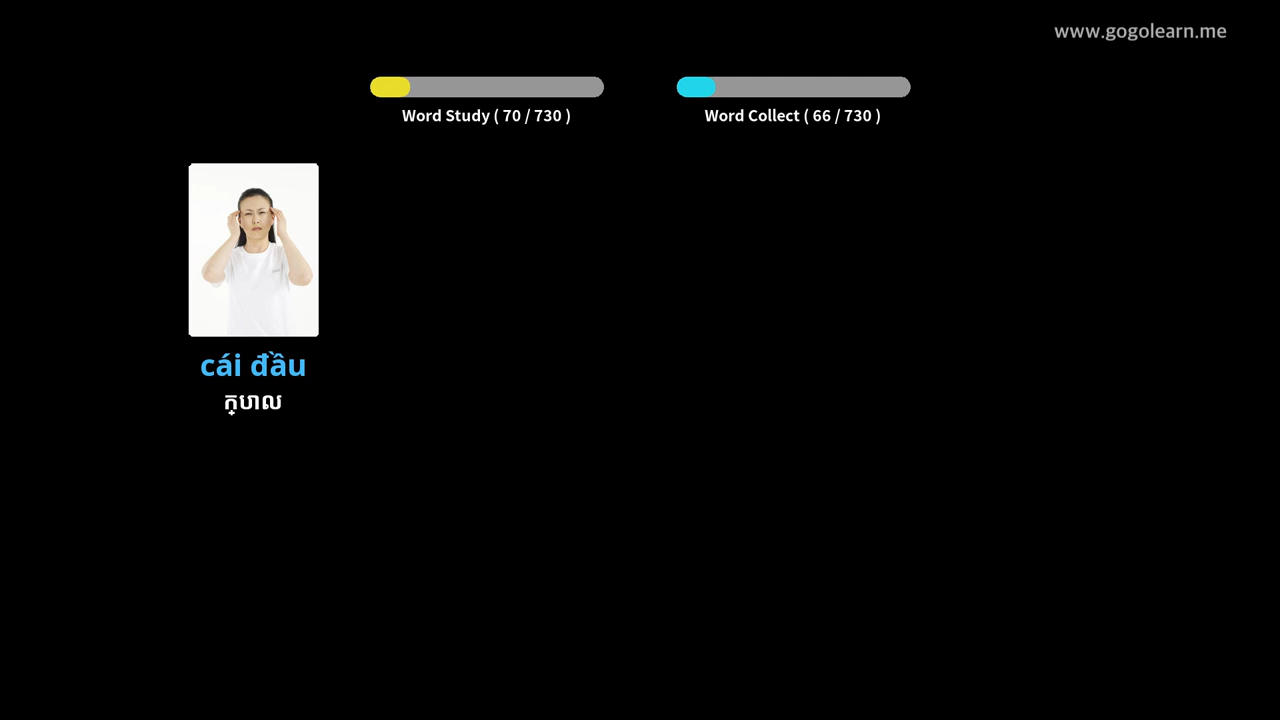 www.gogolearn.me
Word Study ( 70 / 730 )
Word Collect ( 66 / 730 )
cái đầu
ក្បាល